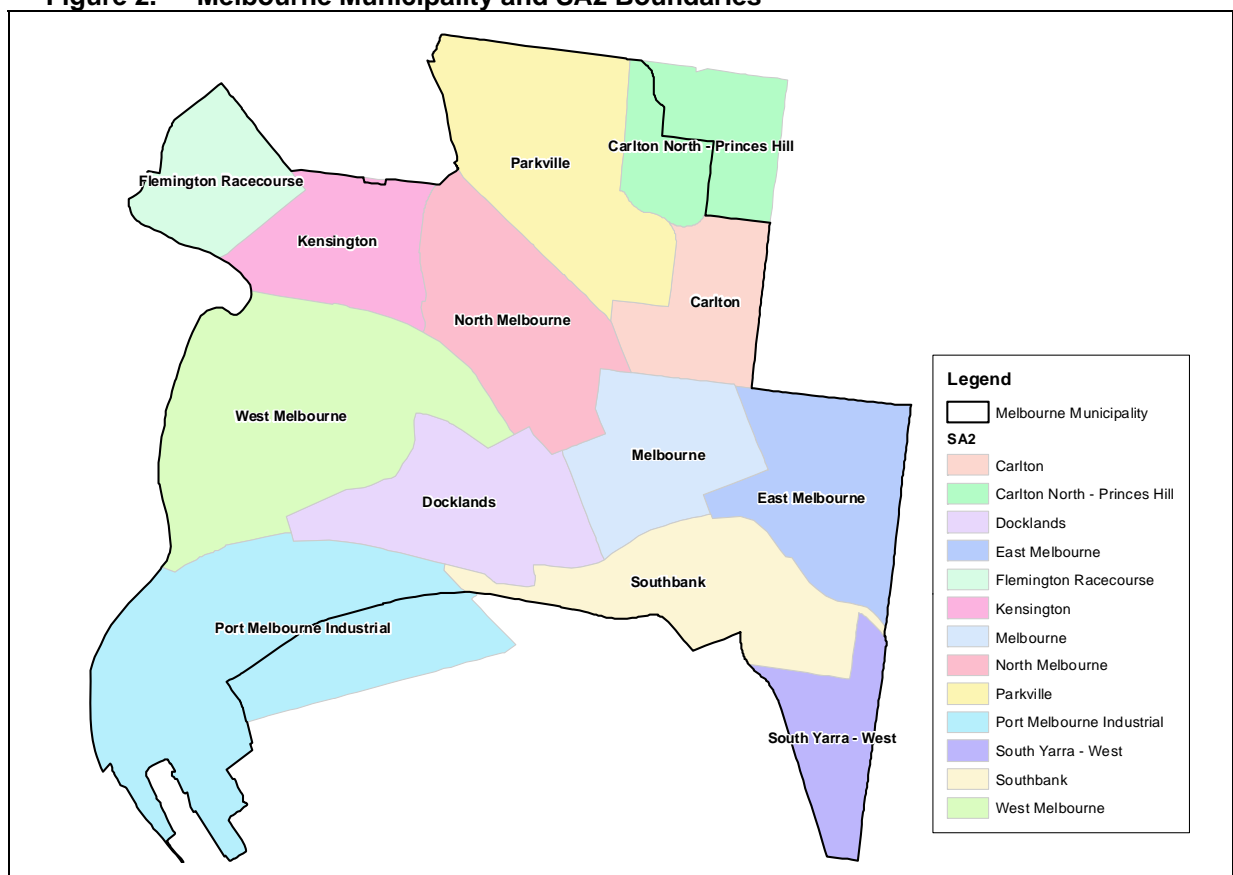 Figure 2. Melbourne Municipality and SA2 Boundaries
Carlton North - Princes Hill
Parkville
Flemington Racecourse
Kensington
Carlton
North Melbourne
West Melbourne
Melbourne
Docklands
East Melbourne
Southbank
Port Melbourne Industrial
South Yarra - West
Legend
Melbourne Municipality
SA2
Carlton
Carlton North - Princes Hill
Docklands
East Melbourne
Flemington Racecourse
Kensington
Melbourne
North Melbourne
Parkville
Port Melbourne Industrial
South Yarra - West
Southbank
West Melbourne